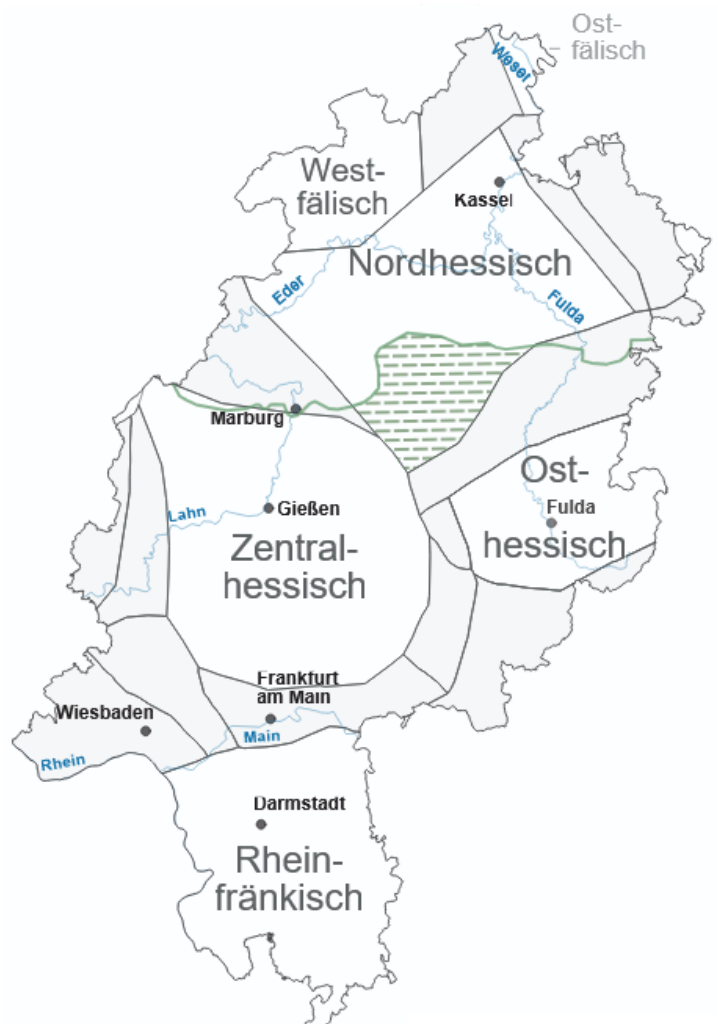 Ost-
fälisch
Weser
West-
fälisch
Kassel
Nordhessisch
Eder
Fulda
Marburg
Ost-
hessisch
Fulda
Lahn
Gießen
Zentral-
hessisch
Frankfurt
am Main
Wiesbaden
Main
Rhein
Darmstadt
Rhein-
fränkisch